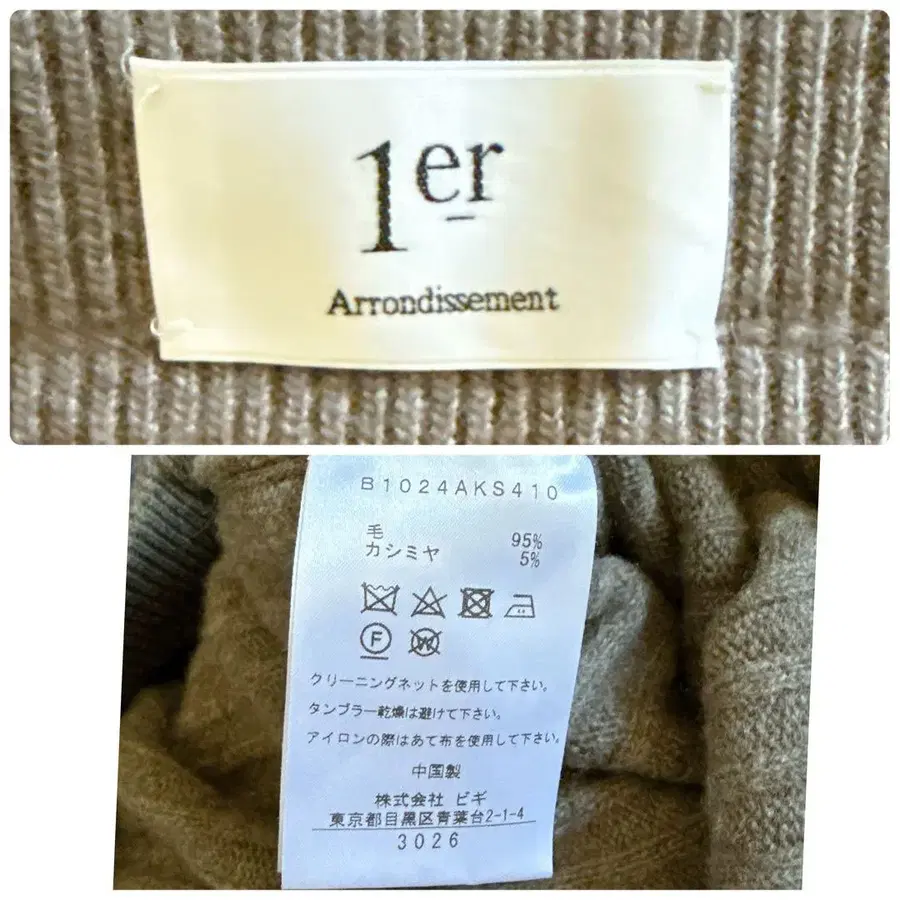 1er
Arrondissement
B1024AKS410
毛 95%
カシミヤ 5%
F W
クリーニングネットを使用して下さい。
タンブラー乾燥は避けて下さい。
アイロンの際はあて布を使用して下さい。
中国製
株式会社 ビギ
東京都目黒区青葉台2-1-4
3026